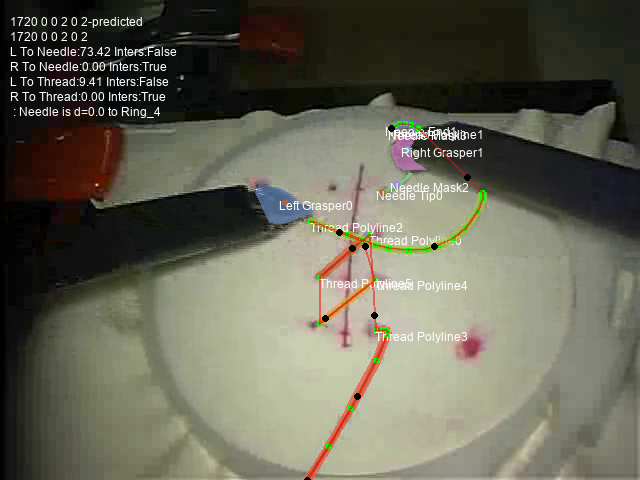 1720 0 0 2 0 2-predicted
1720 0 0 2 0 2
L To Needle:73.42 Inters:False
R To Needle:0.00 Inters:True
L To Thread:9.41 Inters:False
R To Thread:0.00 Inters:True
: Needle is d=0.0 to Ring_4
Right Grasper1
Needle Mask2
Needle Tip0
Left Grasper0
Thread Polyline2
Thread Polyline0
Thread Polyline5
Thread Polyline4
Thread Polyline3